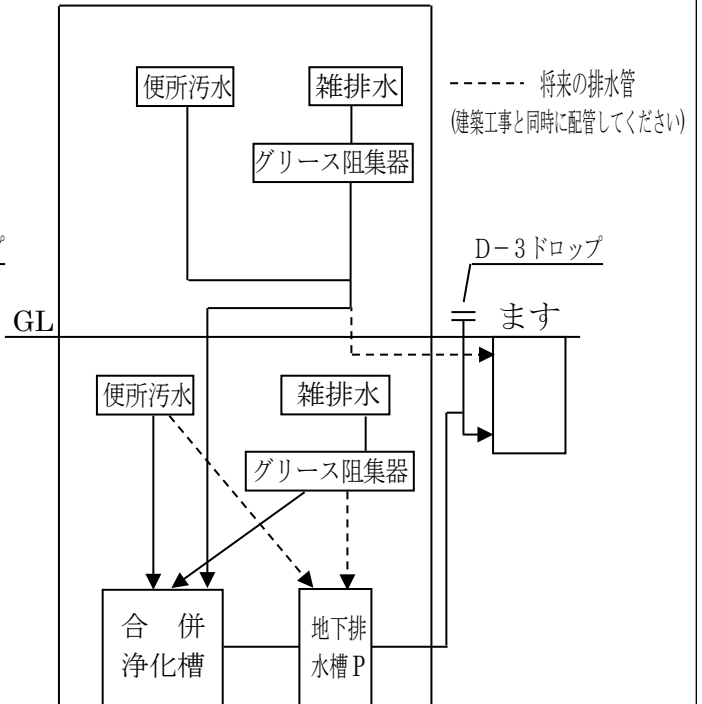 便所汚水
雑排水
グリース阻集器
将来の排水管
(建築工事と同時に配管してください)
プ
D-3ドロップ
GL
ます
便所汚水
雑排水
グリース阻集器
合 併
浄化槽
地下排
水槽P